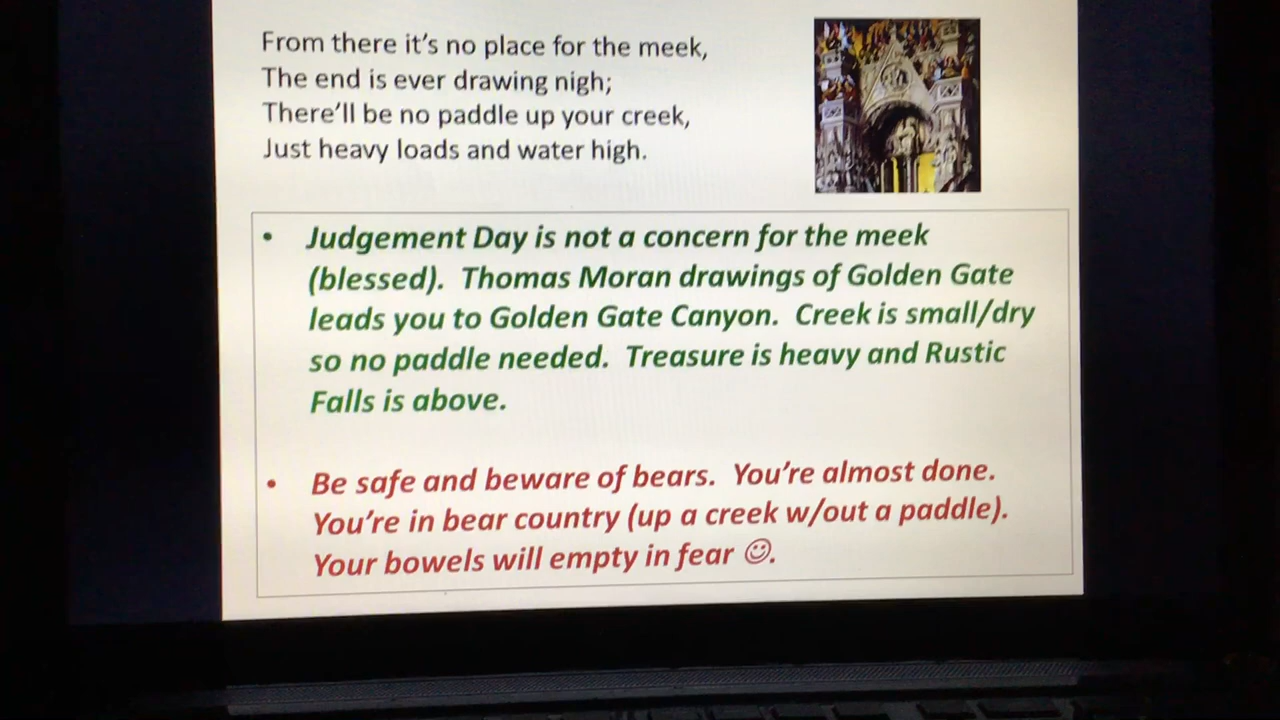 From there it's no place for the meek,
The end is ever drawing nigh;
There'll be no paddle up your creek,
Just heavy loads and water high.
• Judgement Day is not a concern for the meek
(blessed).  Thomas Moran drawings of Golden Gate
leads you to Golden Gate Canyon.  Creek is small/dry
so no paddle needed.  Treasure is heavy and Rustic
Falls is above.
• Be safe and beware of bears.  You're almost done.
You're in bear country (up a creek w/out a paddle).
Your bowels will empty in fear ☺.